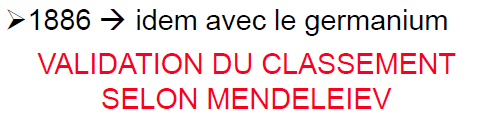 ➢1886 → idem avec le germanium
VALIDATION DU CLASSEMENT
SELON MENDELEIEV